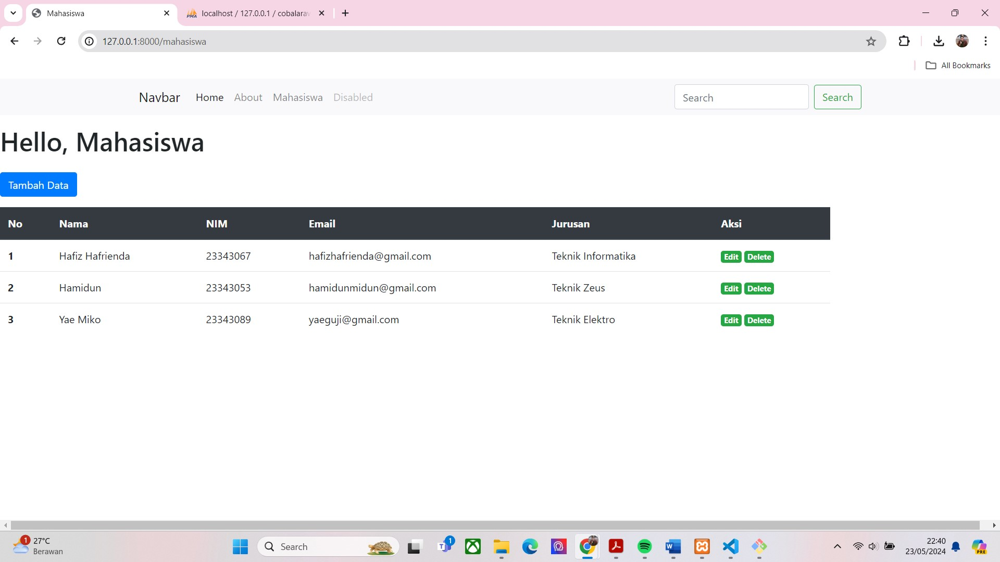 Mahasiswa
localhost / 127.0.0.1 / cobalarav
127.0.0.1:8000/mahasiswa
All Bookmarks
Navbar Home About Mahasiswa Disabled Search Search
Hello, Mahasiswa
Tambah Data
No Nama NIM Email Jurusan Aksi
1 Hafiz Hafrienda 23343067 hafizhafrienda@gmail.com Teknik Informatika Edit Delete
2 Hamidun 23343053 hamidunmidun@gmail.com Teknik Zeus Edit Delete
3 Yae Miko 23343089 yaeguji@gmail.com Teknik Elektro Edit Delete
1 27°C
Berawan
Search
1
22:40
23/05/2024
PRE